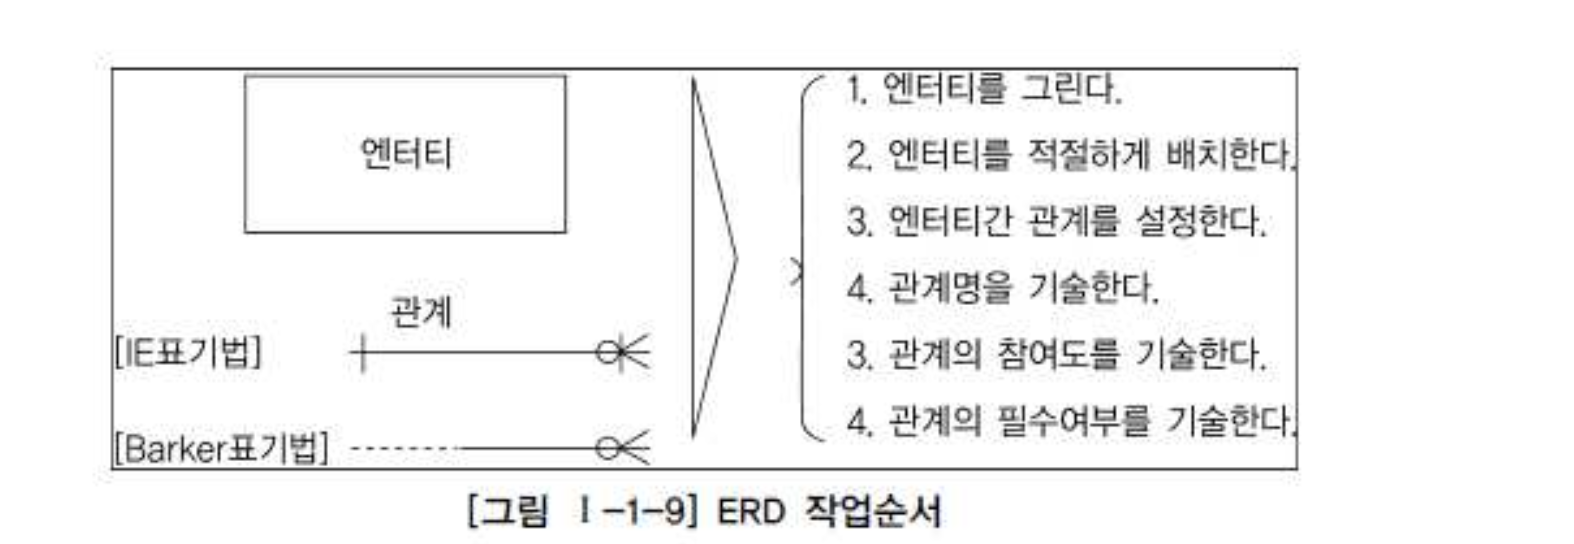 엔터티
관계
[IE표기법]
[Barker표기법]
1. 엔터티를 그린다.
2. 엔터티를 적절하게 배치한다.
3. 엔터티간 관계를 설정한다.
4. 관계명을 기술한다.
3. 관계의 참여도를 기술한다.
4. 관계의 필수여부를 기술한다.
[그림 Ⅰ-1-9] ERD 작업순서